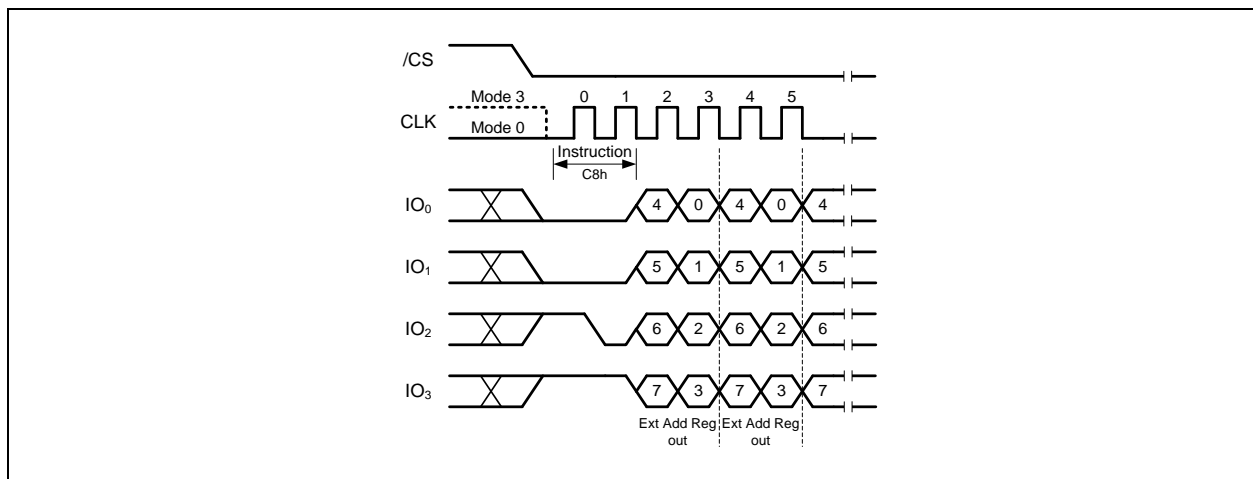 /CS
Mode 3 0 1 2 3 4 5
CLK
Mode 0
Instruction
C8h
IO₀ 4 0 4 0 4
IO₁ 5 1 5 1 5
IO₂ 6 2 6 2 6
IO₃ 7 3 7 3 7
Ext Add Reg Ext Add Reg
out out